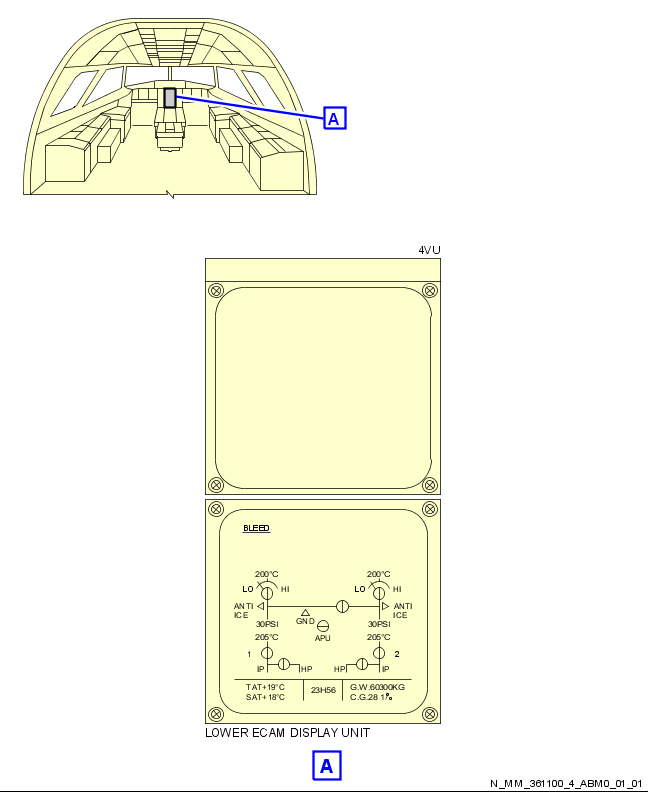 A
4VU
BLEED
200°C 200°C
LO HI LO HI
ANTI ICE ANTI ICE
GND
30PSI 30PSI
APU
205°C 205°C
1 2
IP HP HP IP
TAT+19°C 23H56 G.W.60300KG
SAT+18°C C.G.28 1%
LOWER ECAM DISPLAY UNIT
A
N_MM_361100_4_ABM0_01_01